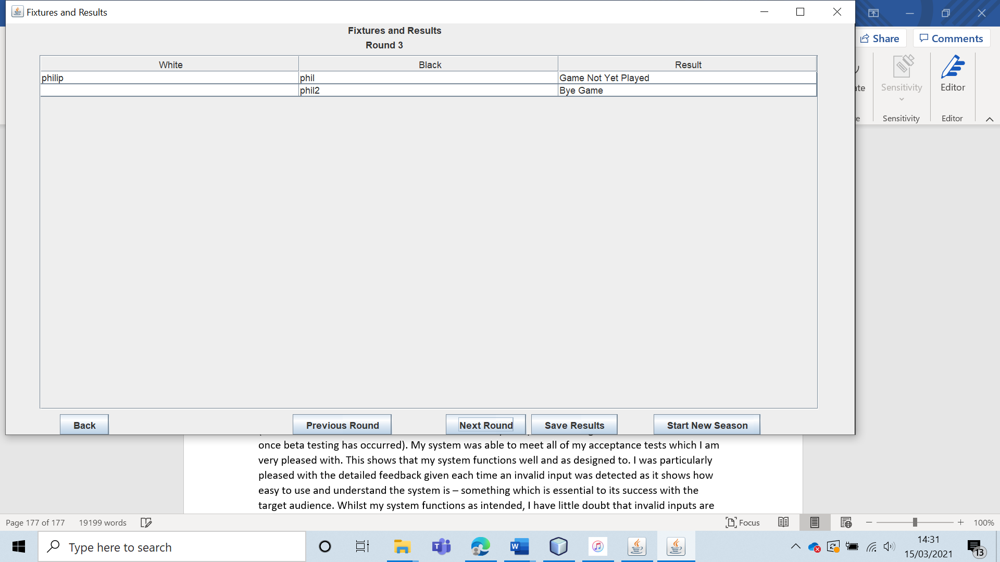 Fixtures and Results
Fixtures and Results
Round 3
White Black Result
philip phil Game Not Yet Played
phil2 Bye Game
Back Previous Round Next Round Save Results Start New Season
Share Comments
Sensitivity Editor
Sensitivity Editor
once beta testing has occurred). My system was able to meet all of my acceptance tests which I am
very pleased with. This shows that my system functions well and as designed to. I was particularly
pleased with the detailed feedback given each time an invalid input was detected as it shows how
easy to use and understand the system is – something which is essential to its success with the
target audience. Whilst my system functions as intended, I have little doubt that invalid inputs are
Page 177 of 177 19199 words Focus 100%
Type here to search
14:31
15/03/2021
13